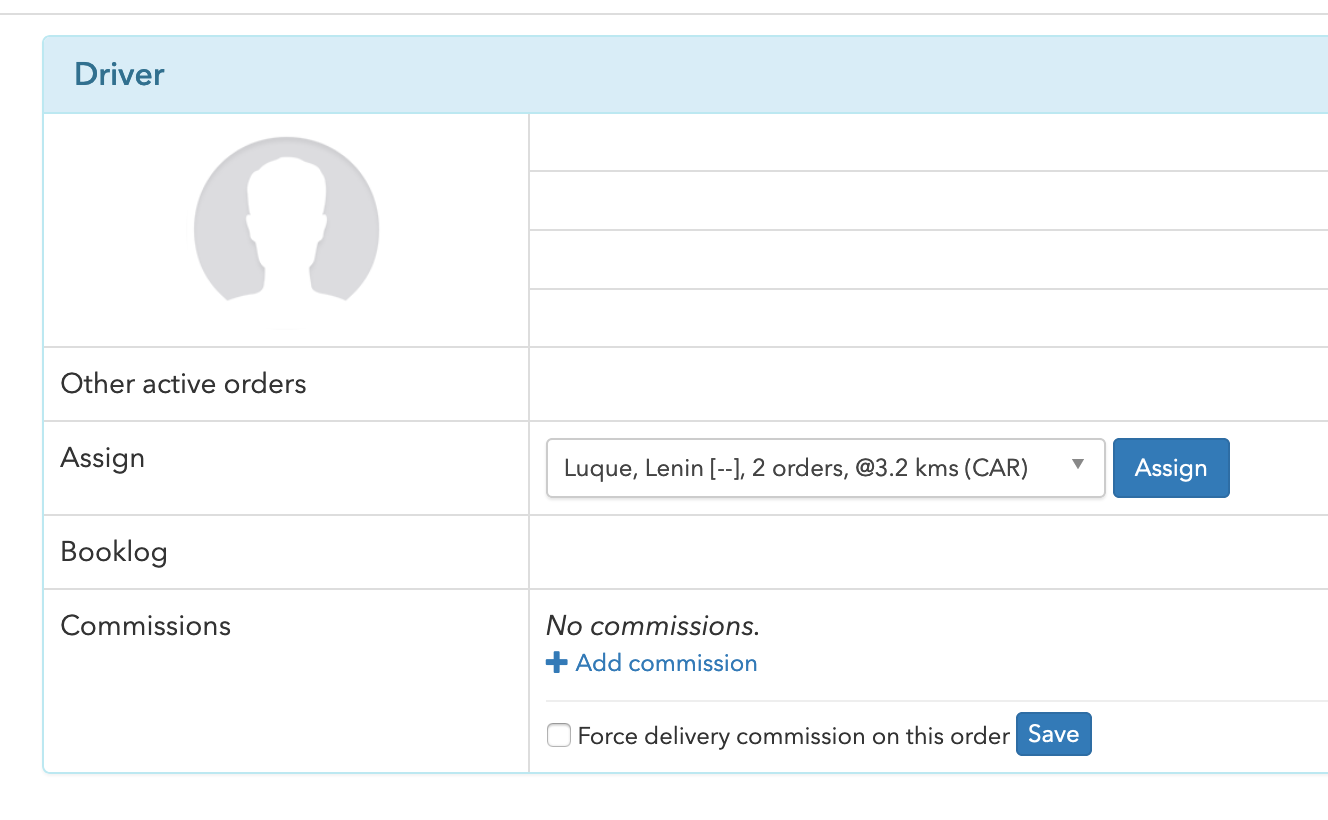 Driver
Other active orders
Assign
Luque, Lenin [--], 2 orders, @3.2 kms (CAR)
Assign
Booklog
Commissions
No commissions.
Add commission
Force delivery commission on this order
Save